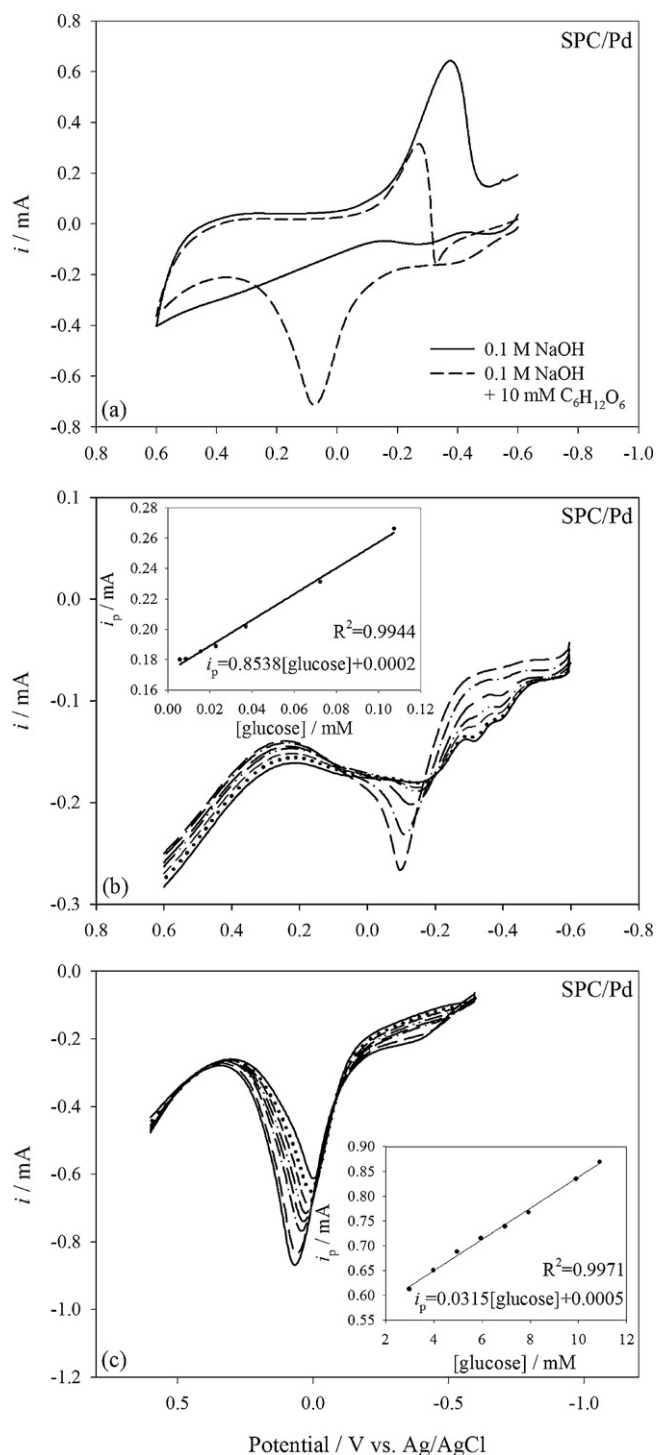 SPC/Pd
0.8
0.6
0.4
0.2
0.0
-0.2
-0.4
-0.6
-0.8
i / mA
0.1 M NaOH
0.1 M NaOH
+ 10 mM C6H12O6
(a)
0.8 0.6 0.4 0.2 0.0 -0.2 -0.4 -0.6 -0.8 -1.0
SPC/Pd
0.1
0.0
-0.1
-0.2
-0.3
i / mA
0.28
0.26
0.24
0.22
0.20
0.18
0.16
ip / mA
R2=0.9944
ip=0.8538[glucose]+0.0002
0.00 0.02 0.04 0.06 0.08 0.10 0.12
[glucose] / mM
(b)
0.8 0.6 0.4 0.2 0.0 -0.2 -0.4 -0.6 -0.8
SPC/Pd
0.0
-0.2
-0.4
-0.6
-0.8
-1.0
-1.2
i / mA
0.90
0.85
0.80
0.75
0.70
0.65
0.60
0.55
ip / mA
R2=0.9971
ip=0.0315[glucose]+0.0005
2 4 6 8 10 12
[glucose] / mM
(c)
0.5 0.0 -0.5 -1.0
Potential / V vs. Ag/AgCl